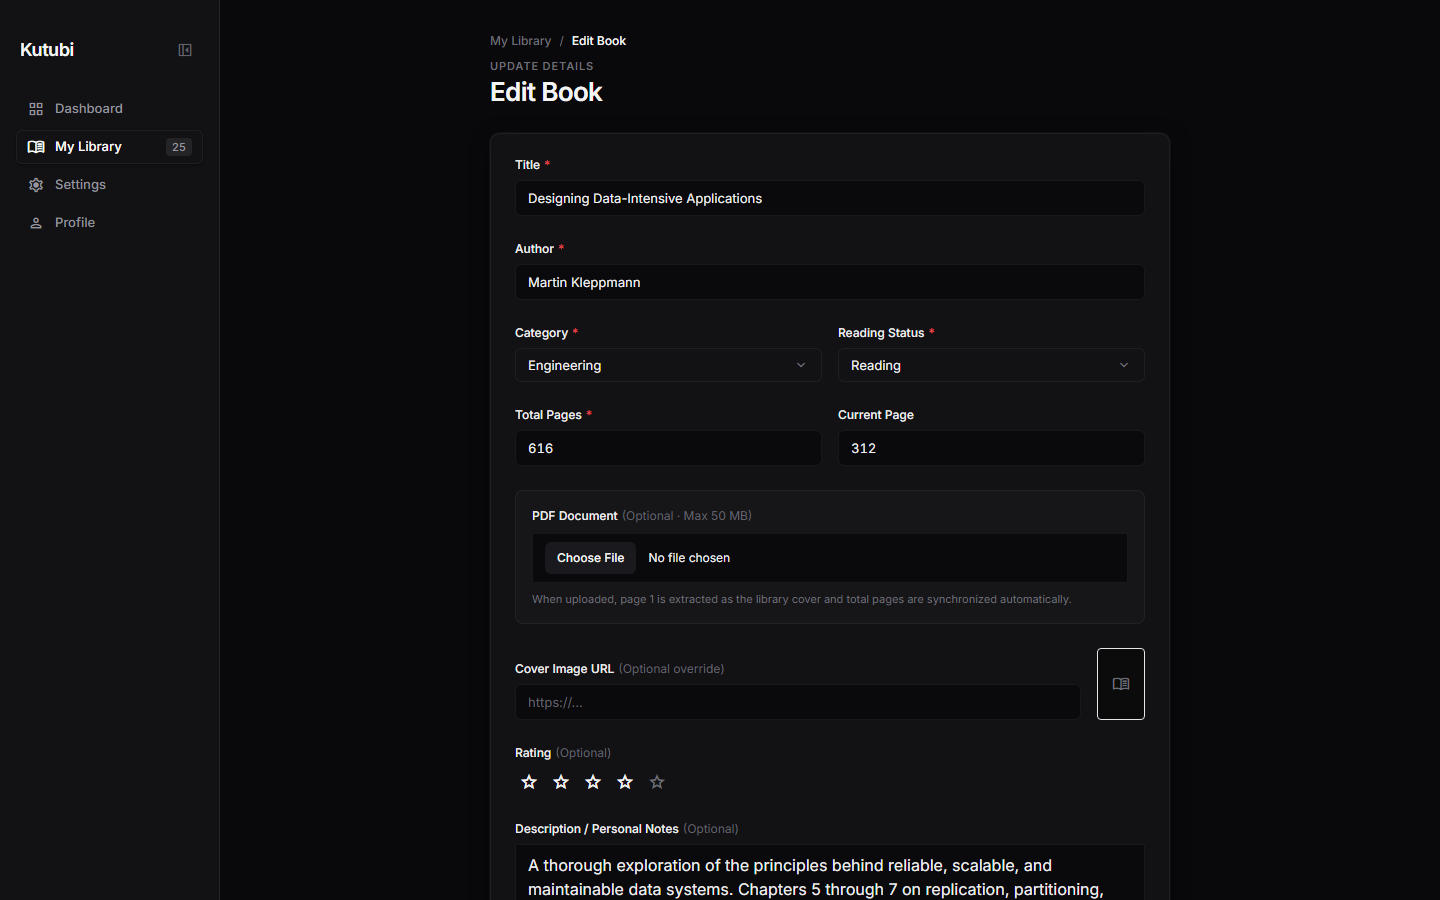 Kutubi
Dashboard
My Library 25
Settings
Profile
My Library / Edit Book
UPDATE DETAILS
Edit Book
Title *
Designing Data-Intensive Applications
Author *
Martin Kleppmann
Category * Reading Status *
Engineering Reading
Total Pages * Current Page
616 312
PDF Document (Optional · Max 50 MB)
Choose File No file chosen
When uploaded, page 1 is extracted as the library cover and total pages are synchronized automatically.
Cover Image URL (Optional override)
https://...
Rating (Optional)
Description / Personal Notes (Optional)
A thorough exploration of the principles behind reliable, scalable, and
maintainable data systems. Chapters 5 through 7 on replication, partitioning,